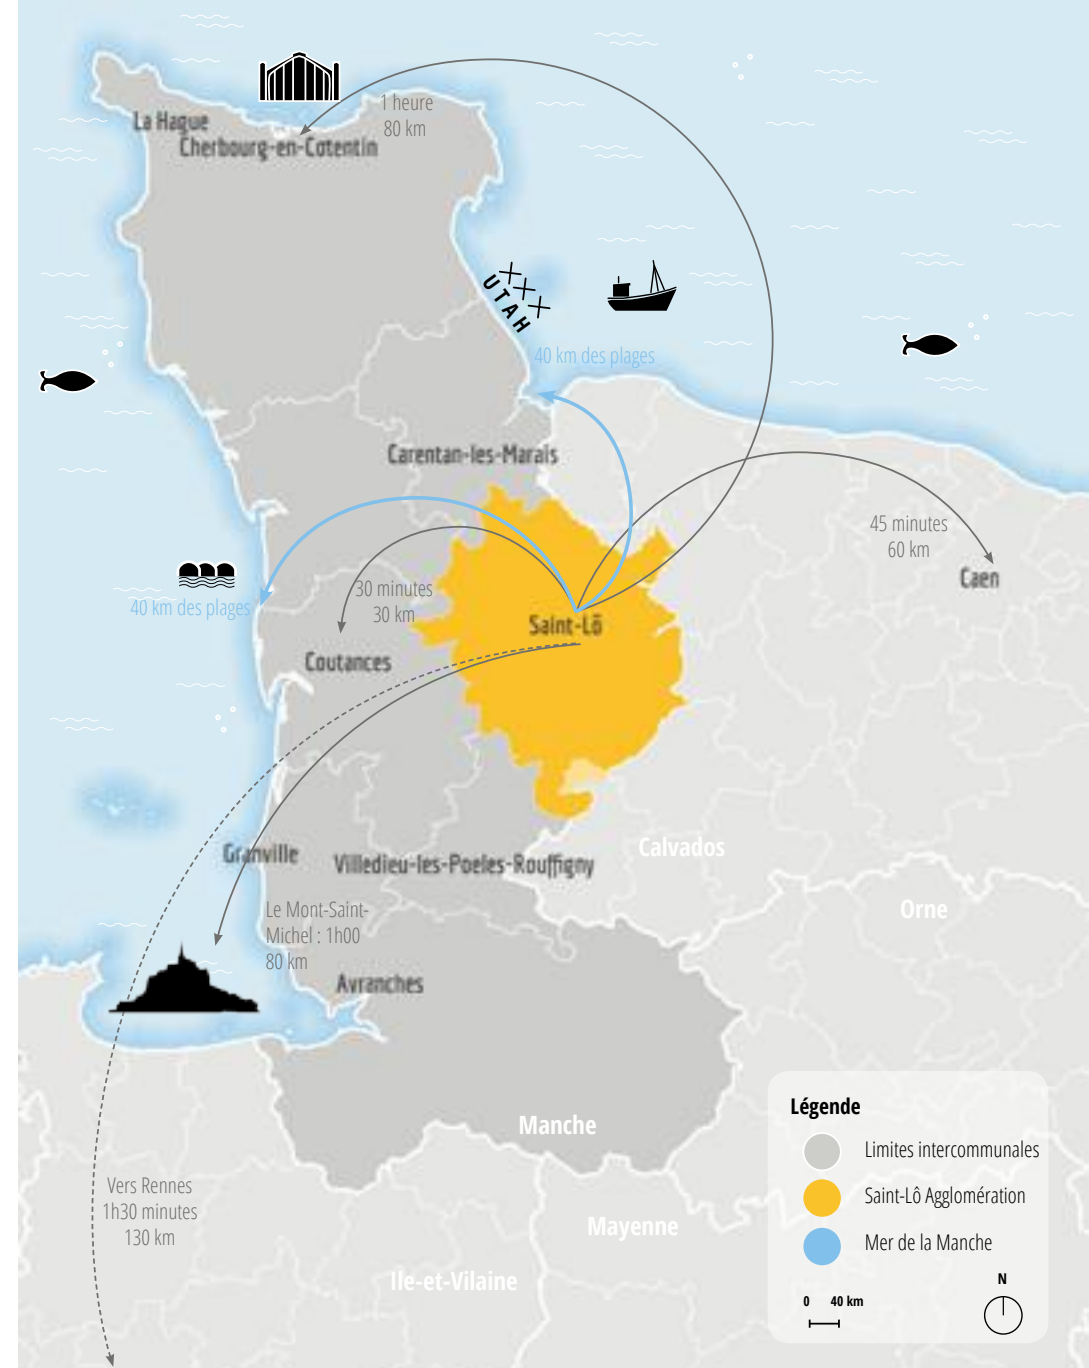 1 heure
80 km
La Hague
Cherbourg-en-Cotentin
UTAH
40 km des plages
Carentan-les-Marais
45 minutes
60 km
Caen
30 minutes
30 km
40 km des plages
Saint-Lô
Coutances
Granville
Villedieu-les-Poeles-Rouffigny
Calvados
Orne
Le Mont-Saint-
Michel : 1h00
80 km
Avranches
Manche
Vers Rennes
1h30 minutes
130 km
Mayenne
Ile-et-Vilaine
Légende
Limites intercommunales
Saint-Lô Agglomération
Mer de la Manche
N
0 40 km